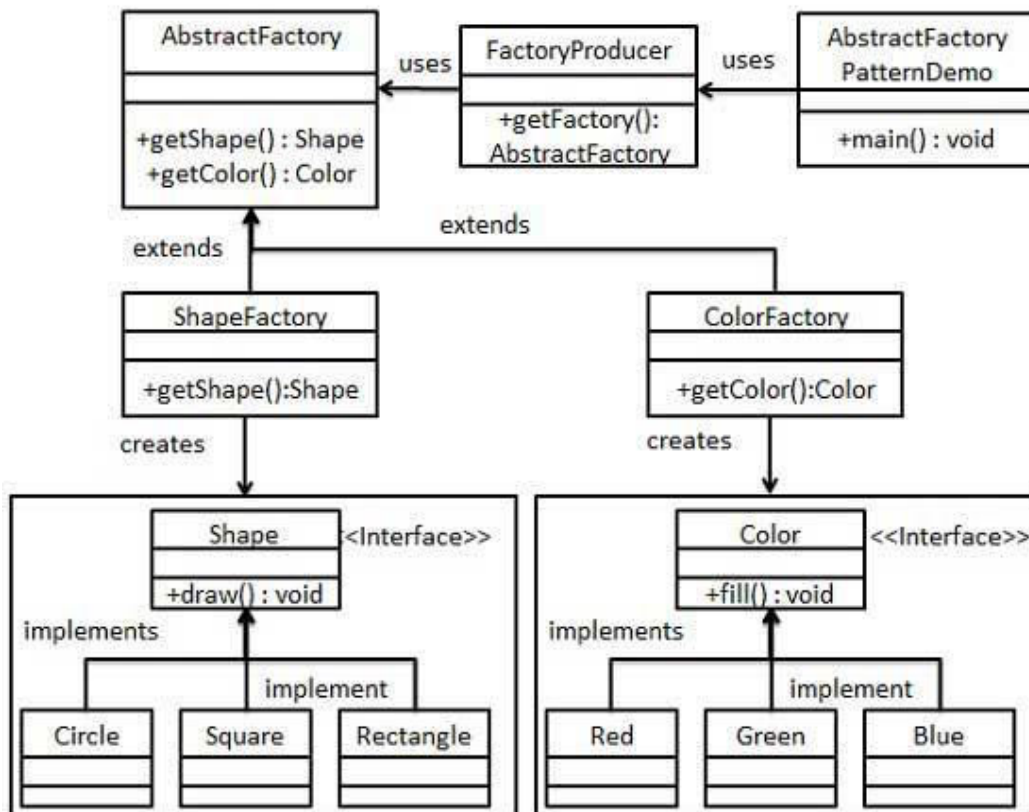 AbstractFactory
+getShape() : Shape
+getColor() : Color
uses
FactoryProducer
+getFactory():
AbstractFactory
uses
AbstractFactory
PatternDemo
+main() : void
extends
extends
ShapeFactory
+getShape():Shape
ColorFactory
+getColor():Color
creates
creates
Shape
<<Interface>>
+draw() : void
implements
implement
Circle
Square
Rectangle
Color
<<Interface>>
+fill() : void
implements
implement
Red
Green
Blue